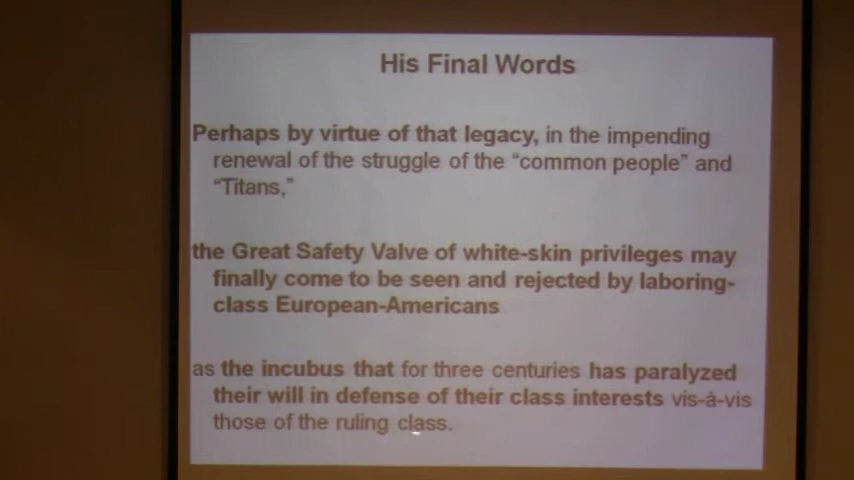 His Final Words
Perhaps by virtue of that legacy, in the impending
renewal of the struggle of the “common people” and
“Titans,”
the Great Safety Valve of white-skin privileges may
finally come to be seen and rejected by laboring-
class European-Americans
as the incubus that for three centuries has paralyzed
their will in defense of their class interests vis-à-vis
those of the ruling class.